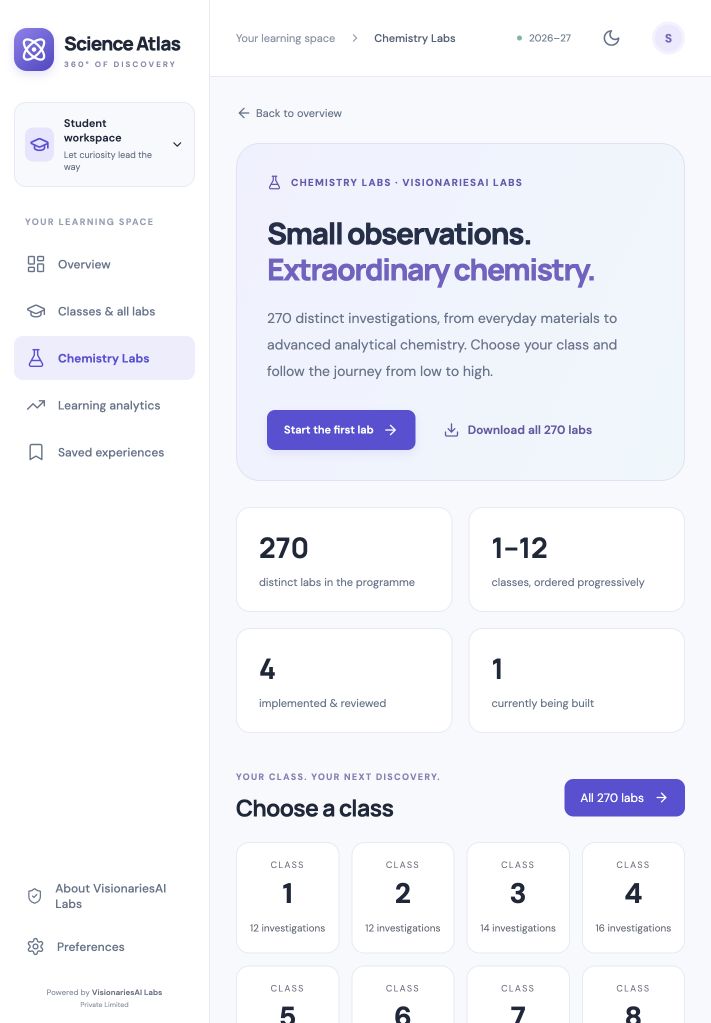 Science Atlas
360° OF DISCOVERY
Student
workspace
Let curiosity lead the
way
YOUR LEARNING SPACE
Overview
Classes & all labs
Chemistry Labs
Learning analytics
Saved experiences
About VisionariesAI
Labs
Preferences
Powered by VisionariesAI Labs
Private Limited
Your learning space > Chemistry Labs
2026–27
S
Back to overview
CHEMISTRY LABS · VISIONARIESAI LABS
Small observations.
Extraordinary chemistry.
270 distinct investigations, from everyday materials to
advanced analytical chemistry. Choose your class and
follow the journey from low to high.
Start the first lab
Download all 270 labs
270
distinct labs in the programme
1–12
classes, ordered progressively
4
implemented & reviewed
1
currently being built
YOUR CLASS. YOUR NEXT DISCOVERY.
Choose a class
All 270 labs
CLASS
1
12 investigations
CLASS
2
12 investigations
CLASS
3
14 investigations
CLASS
4
16 investigations
CLASS
5
CLASS
6
CLASS
7
CLASS
8